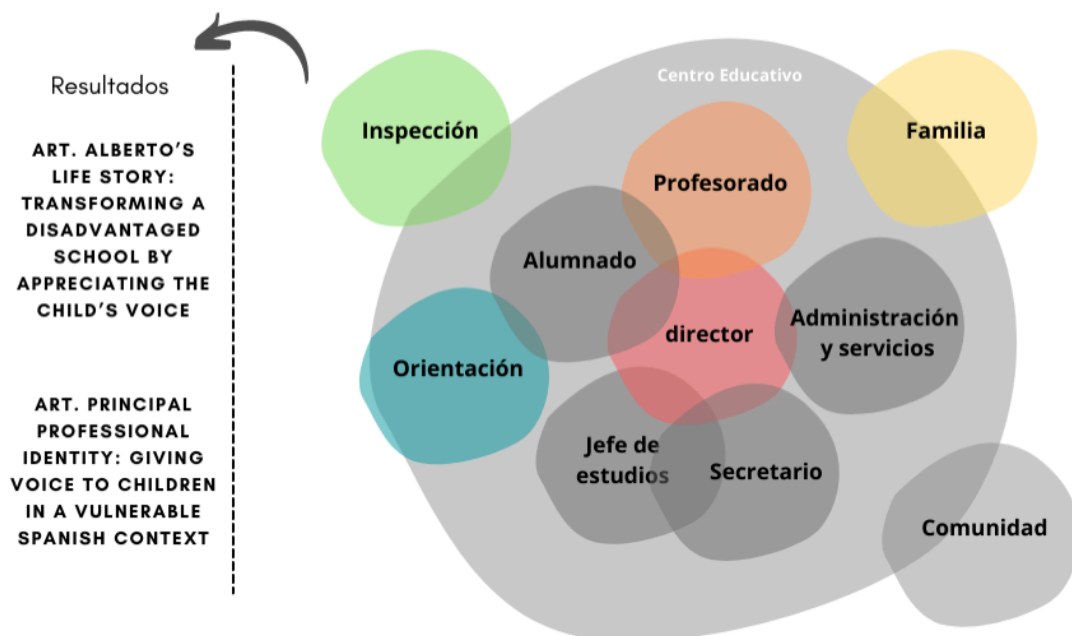 Resultados
ART. ALBERTO'S
LIFE STORY:
TRANSFORMING A
DISADVANTAGED
SCHOOL BY
APPRECIATING THE
CHILD'S VOICE
ART. PRINCIPAL
PROFESSIONAL
IDENTITY: GIVING
VOICE TO CHILDREN
IN A VULNERABLE
SPANISH CONTEXT
Centro Educativo
Inspección
Familia
Profesorado
Alumnado
director
Administración
y servicios
Orientación
Jefe de
estudios
Secretario
Comunidad